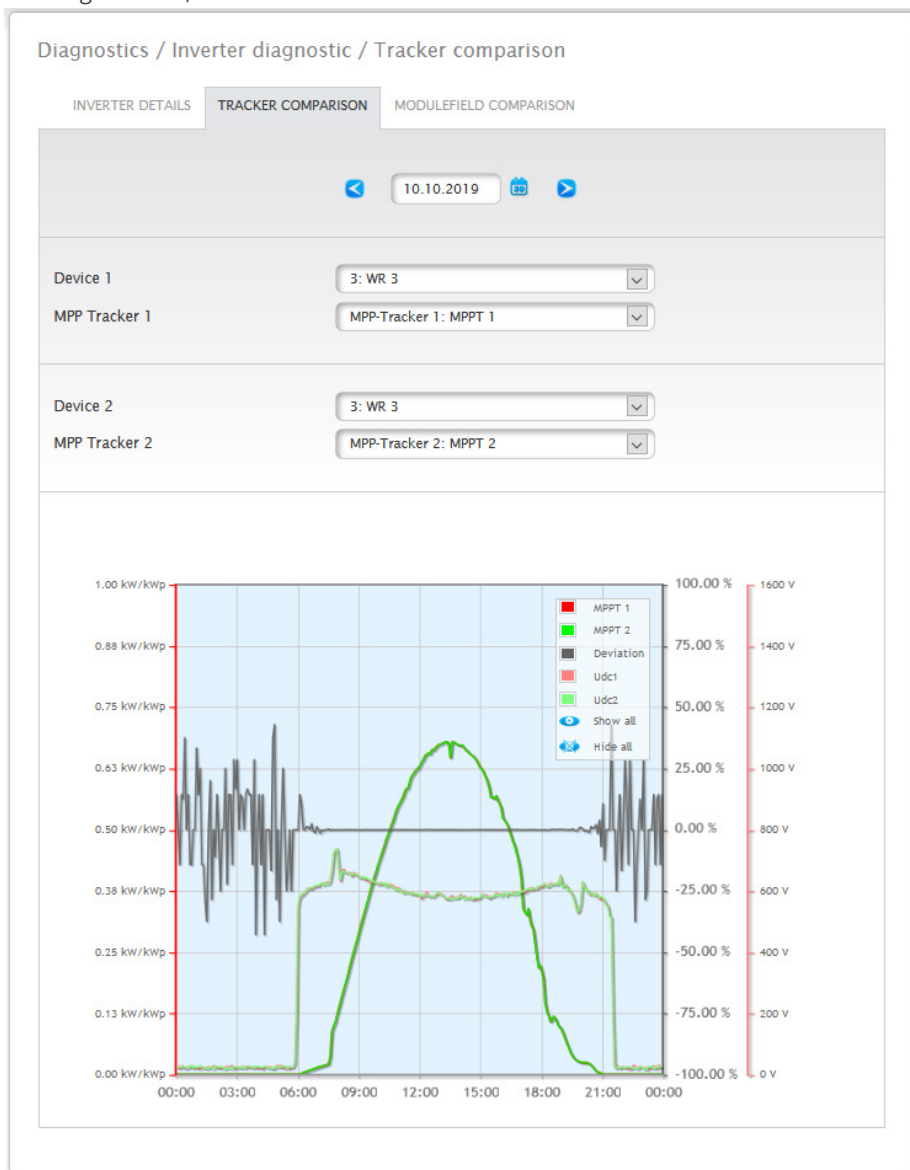 Diagnostics / Inverter diagnostic / Tracker comparison
INVERTER DETAILS TRACKER COMPARISON MODULEFIELD COMPARISON
10.10.2019 30
Device 1 3: WR 3
MPP Tracker 1 MPP-Tracker 1: MPPT 1
Device 2 3: WR 3
MPP Tracker 2 MPP-Tracker 2: MPPT 2
1.00 kW/kWp 100.00 % 1600 V
MPPT 1
MPPT 2
0.88 kW/kWp Deviation 75.00 % 1400 V
Udc1
0.75 kW/kWp Udc2 50.00 % 1200 V
Show all
Hide all
0.63 kW/kWp 25.00 % 1000 V
0.50 kW/kWp 0.00 % 800 V
0.38 kW/kWp -25.00 % 600 V
0.25 kW/kWp -50.00 % 400 V
0.13 kW/kWp -75.00 % 200 V
0.00 kW/kWp -100.00 % 0 V
00:00 03:00 06:00 09:00 12:00 15:00 18:00 21:00 00:00